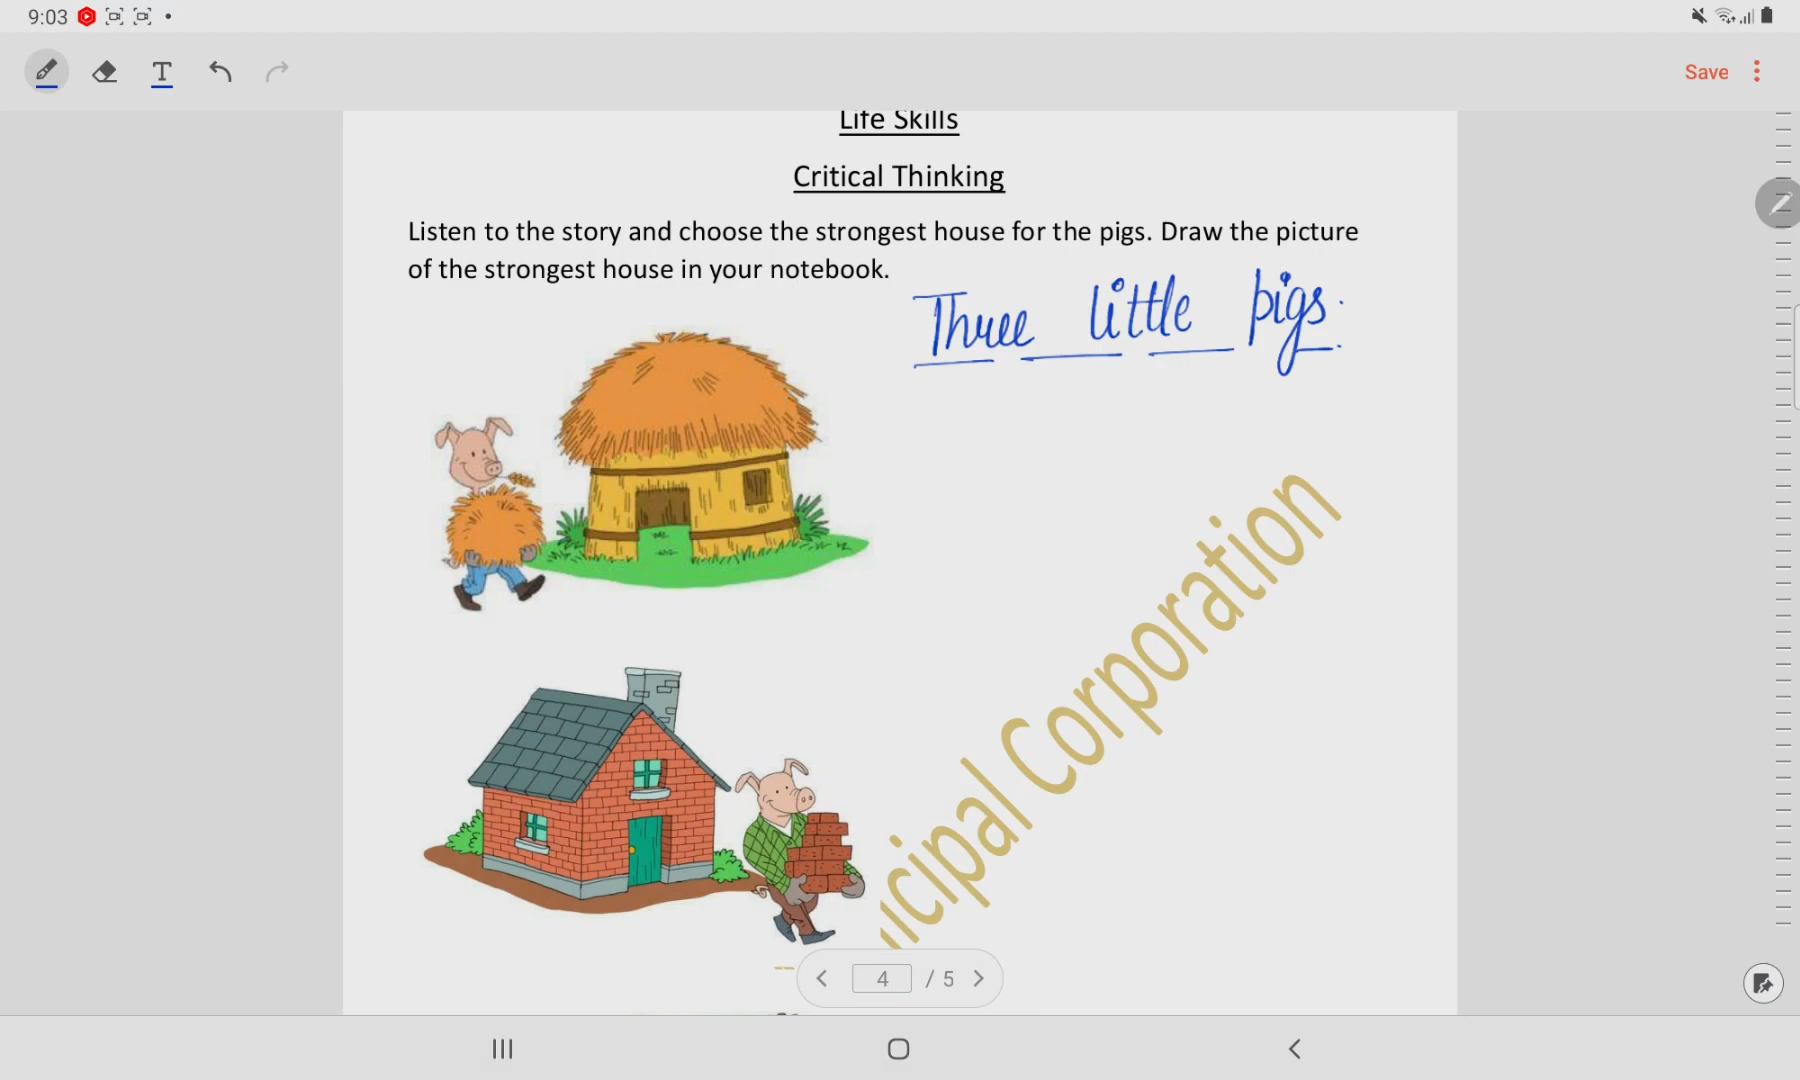 9:03
T
Save
Life Skills
Critical Thinking
Listen to the story and choose the strongest house for the pigs. Draw the picture
of the strongest house in your notebook.
Three little pigs.
icipal Corporation
4 / 5